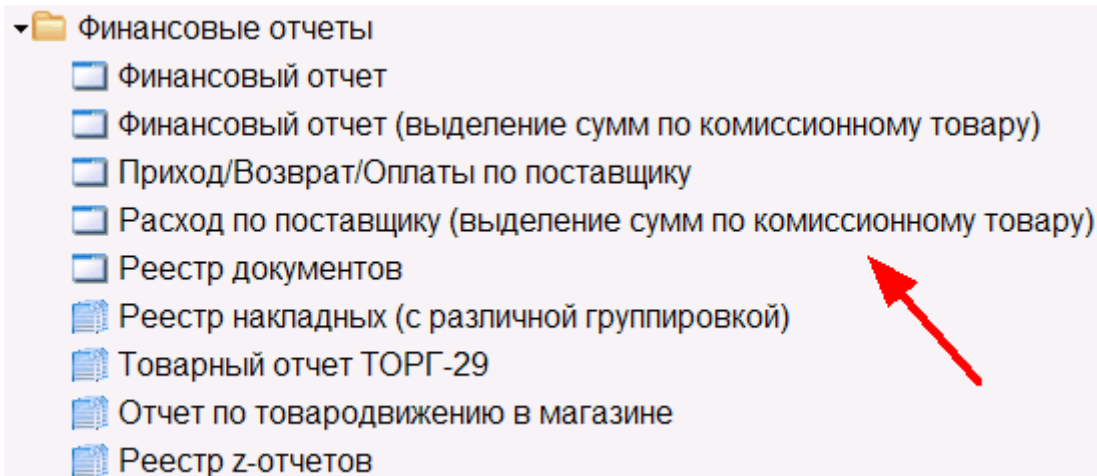 Финансовые отчеты
Финансовый отчет
Финансовый отчет (выделение сумм по комиссионному товару)
Приход/Возврат/Оплаты по поставщику
Расход по поставщику (выделение сумм по комиссионному товару)
Реестр документов
Реестр накладных (с различной группировкой)
Товарный отчет ТОРГ-29
Отчет по товародвижению в магазине
Реестр z-отчетов